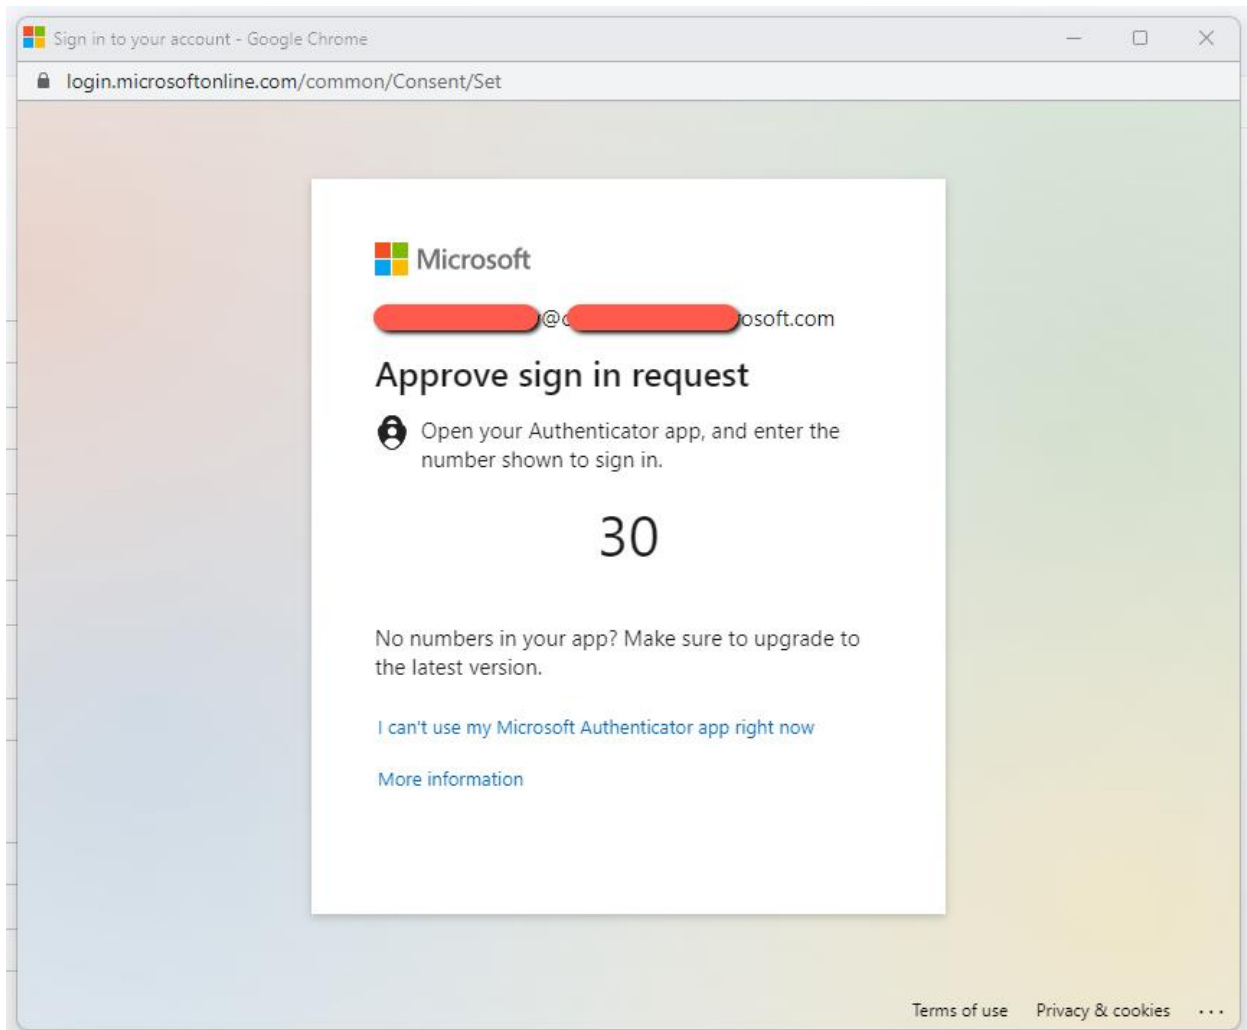 Sign in to your account - Google Chrome
login.microsoftonline.com/common/Consent/Set
Microsoft
@ osoft.com
Approve sign in request
Open your Authenticator app, and enter the
number shown to sign in.
30
No numbers in your app? Make sure to upgrade to
the latest version.
I can't use my Microsoft Authenticator app right now
More information
Terms of use Privacy & cookies ...